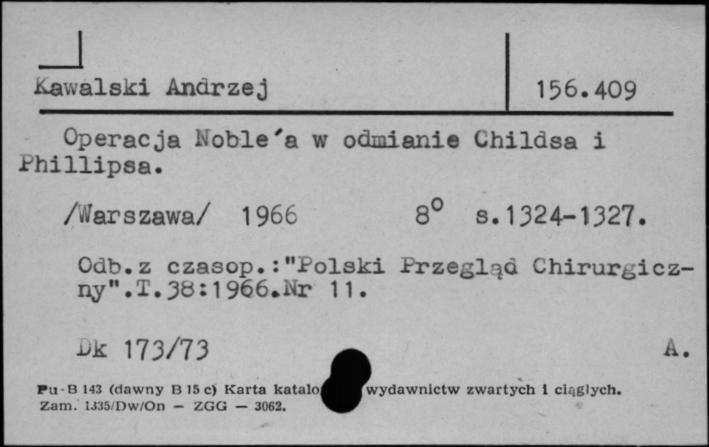 Kawalski Andrzej 156.409
Operacja Noble'a w odmianie Childsa i
Phillipsa.
/Warszawa/ 1966 8° s.1324-1327.
Odb.z czasop.:"Polski Przegląd Chirurgicz-
ny".T.38:1966.Nr 11.
Dk 173/73 A.
Pu-B 143 (dawny B 15 c) Karta katalo wydawnictw zwartych i ciągłych.
Zam. 1335/Dw/On — ZGG — 3062.